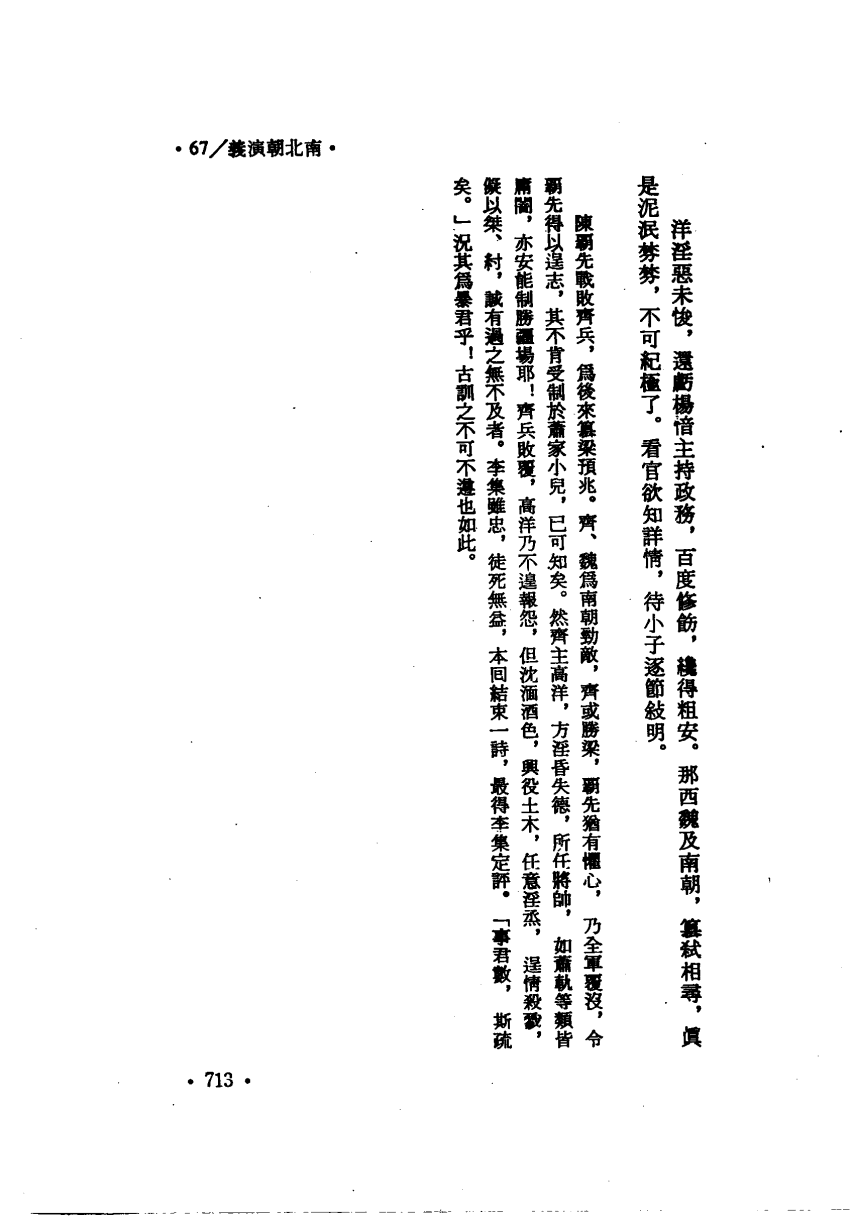 •67／義演朝北南•
洋淫惡未悛，還虧楊愔主持政務，百度修飭，纔得粗安。那西魏及南朝，篡弒相尋，眞
是泯泯棼棼，不可紀極了。看官欲知詳情，待小子逐節敍明。
陳霸先戰敗齊兵，爲後來篡梁預兆。齊、魏爲南朝勁敵，齊或勝梁，霸先猶有懼心，乃全軍覆沒，令
霸先得以逞志，其不肯受制於蕭家小兒，已可知矣。然齊主高洋，方淫昏失德，所任將帥，如蕭軌等類皆
庸闇，亦安能制勝疆場耶！齊兵敗覆，高洋乃不遑報怨，但沈湎酒色，興役土木，任意淫烝，逞情殺戮，
儗以桀、紂，誠有過之無不及者。李集雖忠，徒死無益，本回結束一詩，最得李集定評。「事君數，斯疏
矣。」況其爲暴君乎！古訓之不可不遵也如此。
•713•